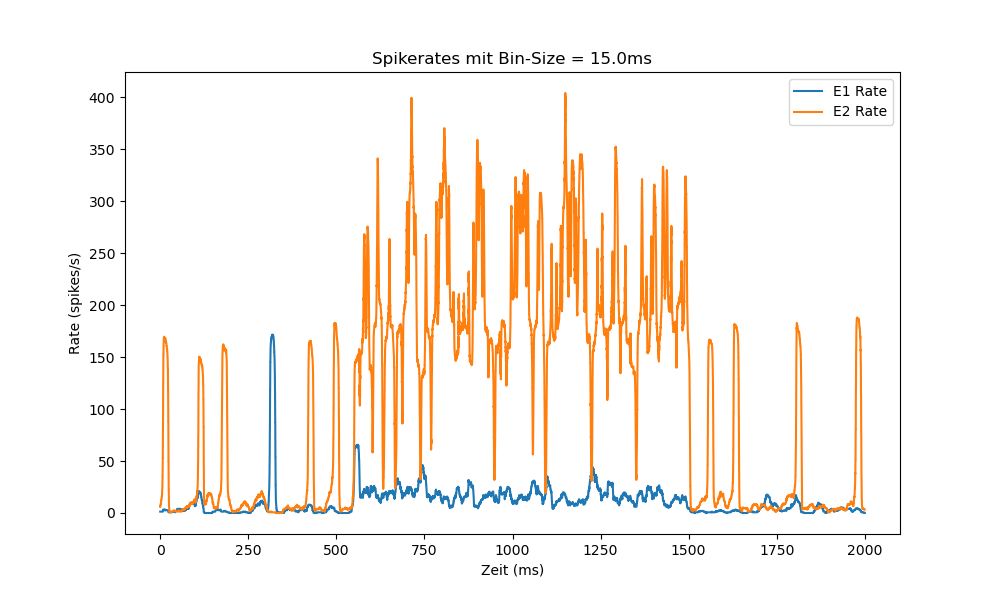 Spikerates mit Bin-Size = 15.0ms
E1 Rate
E2 Rate
Rate (spikes/s)
400
350
300
250
200
150
100
50
0
0 250 500 750 1000 1250 1500 1750 2000
Zeit (ms)